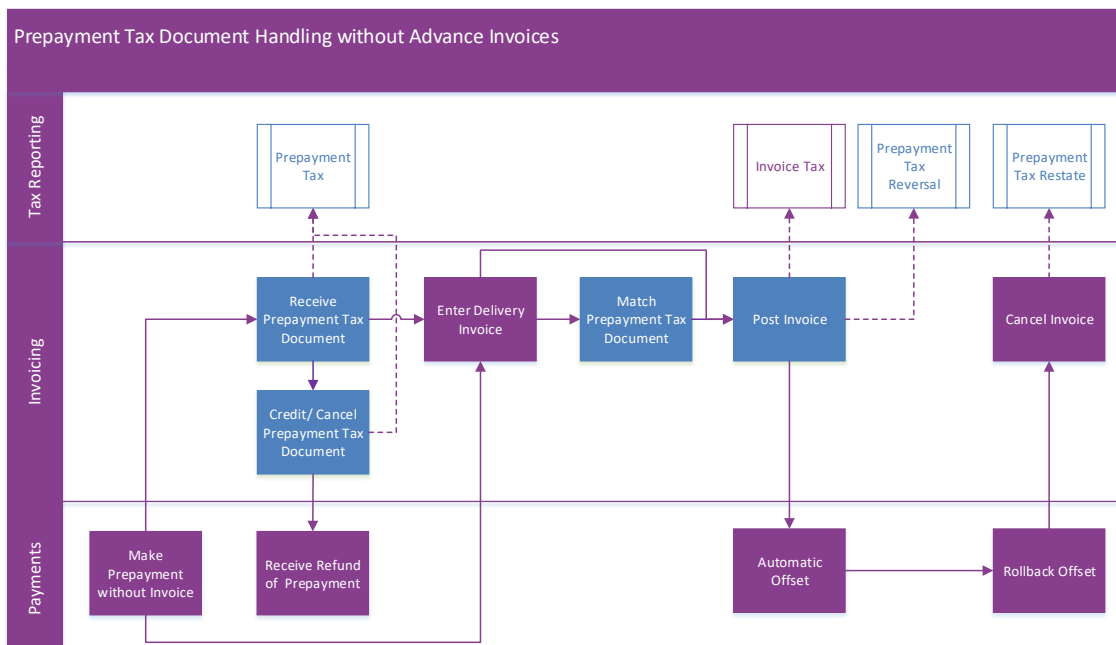 Prepayment Tax Document Handling without Advance Invoices
Tax Reporting
Prepayment
Tax
Invoice Tax
Prepayment
Tax
Reversal
Prepayment
Tax Restate
Invoicing
Receive
Prepayment Tax
Document
Enter Delivery
Invoice
Match
Prepayment Tax
Document
Post Invoice
Cancel Invoice
Credit/ Cancel
Prepayment Tax
Document
Payments
Make
Prepayment
without Invoice
Receive Refund
of Prepayment
Automatic
Offset
Rollback Offset